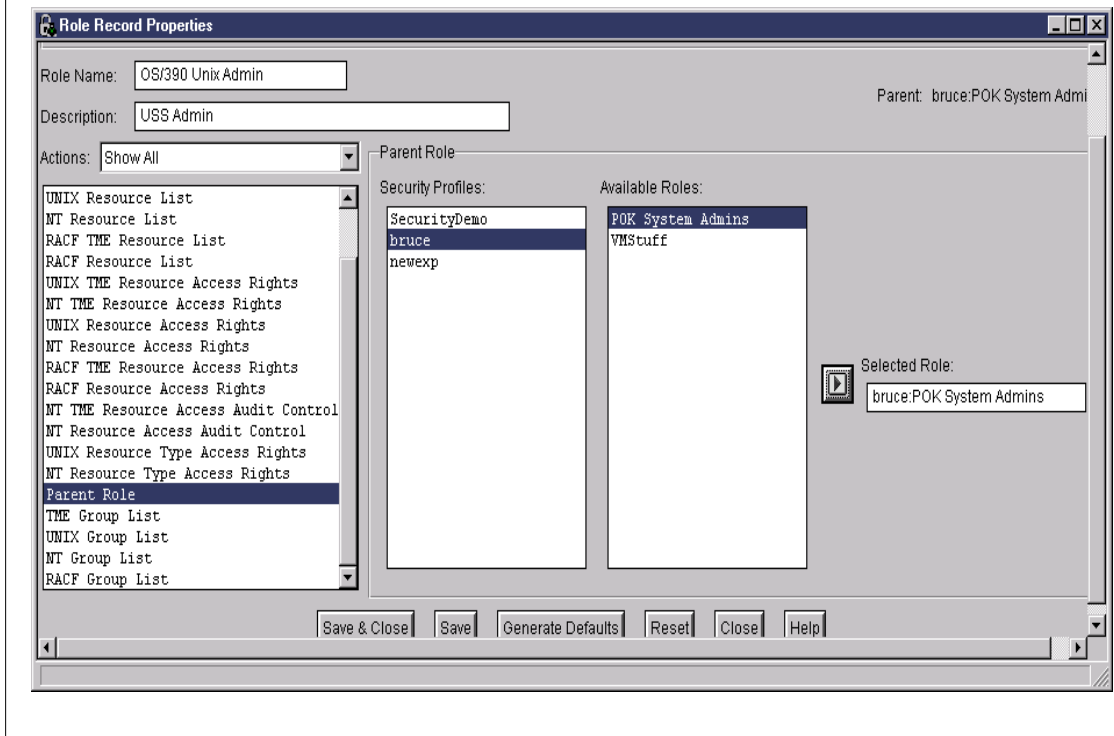 Role Record Properties
Role Name: OS/390 Unix Admin
Parent: bruce:POK System Admi
Description: USS Admin
Actions: Show All
UNIX Resource List
NT Resource List
RACF TME Resource List
RACF Resource List
UNIX TME Resource Access Rights
NT TME Resource Access Rights
UNIX Resource Access Rights
NT Resource Access Rights
RACF TME Resource Access Rights
RACF Resource Access Rights
NT TME Resource Access Audit Control
NT Resource Access Audit Control
UNIX Resource Type Access Rights
NT Resource Type Access Rights
Parent Role
TME Group List
UNIX Group List
NT Group List
RACF Group List
Parent Role
Security Profiles:
SecurityDemo
bruce
newexp
Available Roles:
POK System Admins
VMStuff
Selected Role:
bruce:POK System Admins
Save & Close Save Generate Defaults Reset Close Help